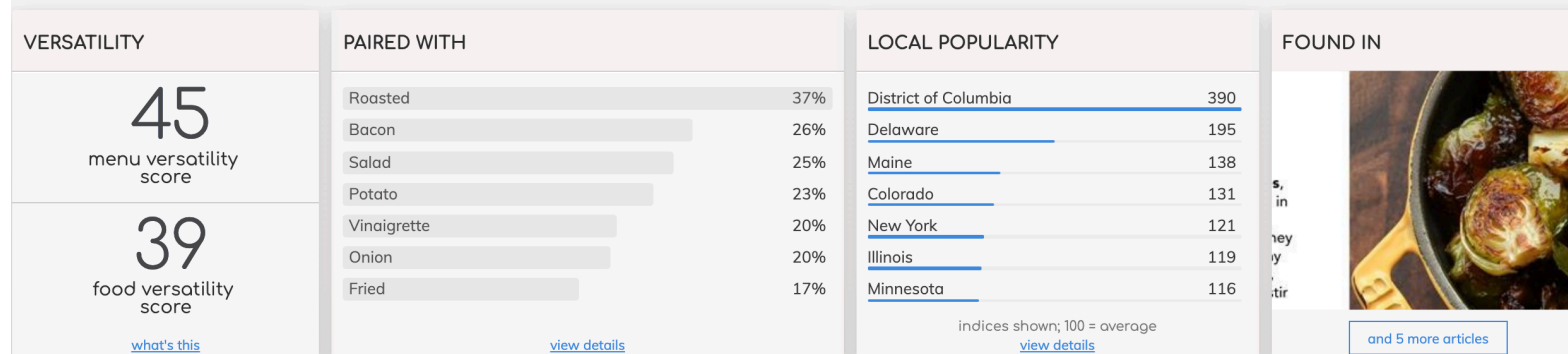 VERSATILITY
45
menu versatility
score
39
food versatility
score
what's this
PAIRED WITH
Roasted 37%
Bacon 26%
Salad 25%
Potato 23%
Vinaigrette 20%
Onion 20%
Fried 17%
view details
LOCAL POPULARITY
District of Columbia 390
Delaware 195
Maine 138
Colorado 131
New York 121
Illinois 119
Minnesota 116
indices shown; 100 = average
view details
FOUND IN
in
and 5 more articles